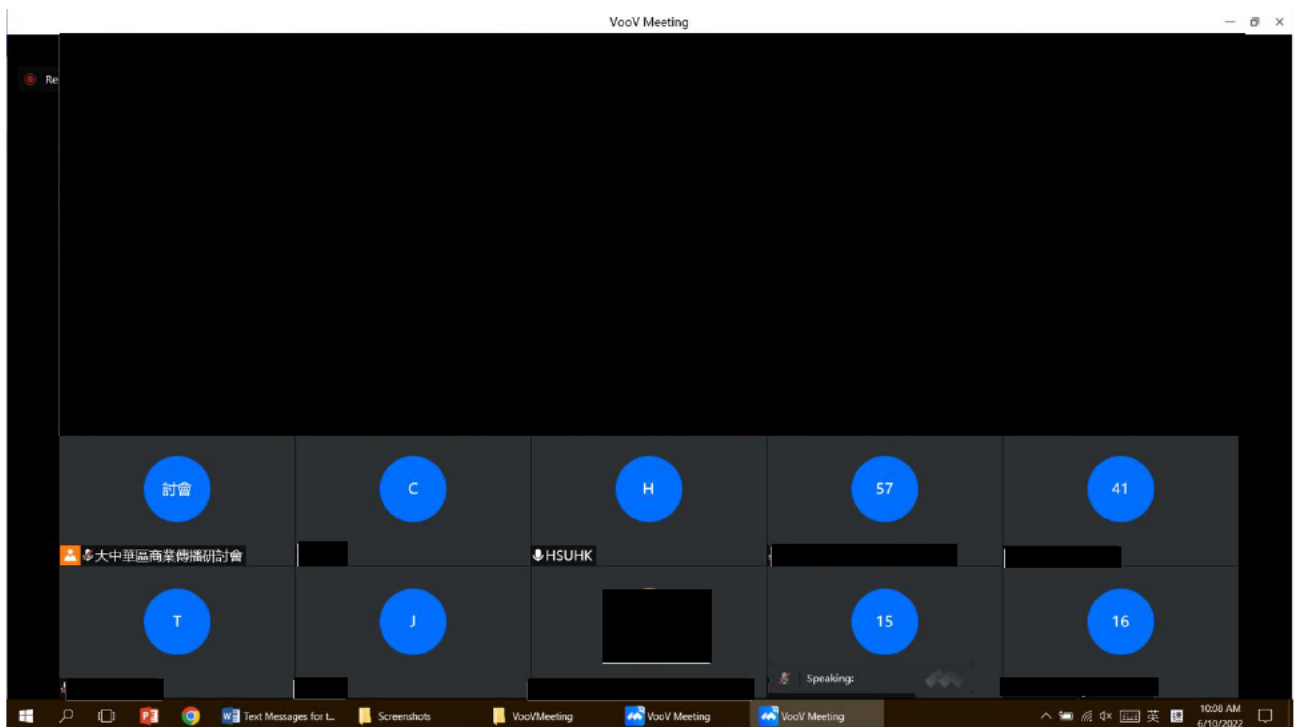 VooV Meeting
Re
討會
C
H
57
41
大中華區商業傳播研討會
HSUHK
T
J
15
16
Speaking:
Text Messages for t...
Screenshots
VooVMeeting
VooV Meeting
VooV Meeting
英
10:08 AM
6/10/2022